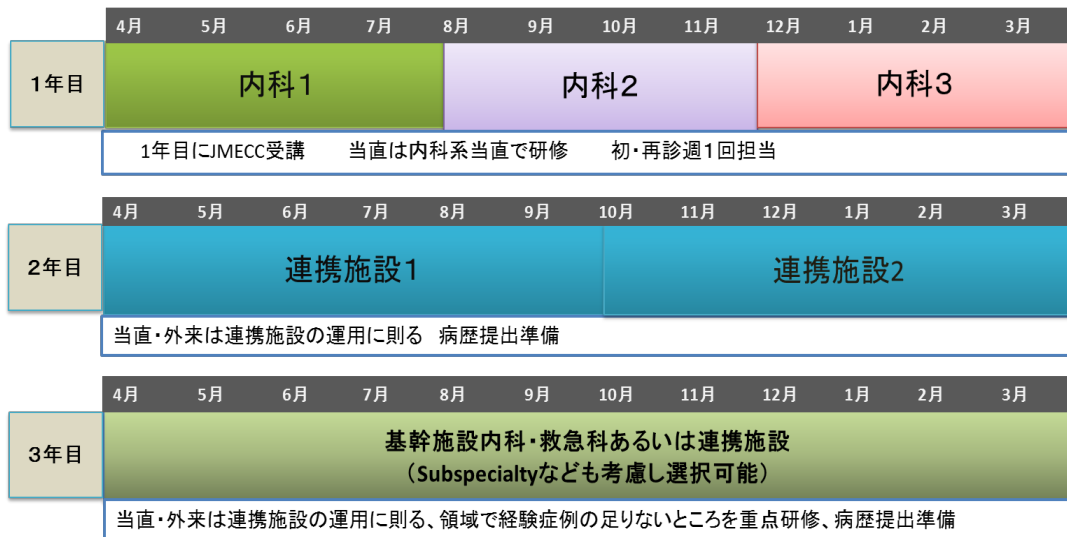 4月 5月 6月 7月 8月 9月 10月 11月 12月 1月 2月 3月
1年目 内科1 内科2 内科3
1年目にJMECC受講 当直は内科系当直で研修 初・再診週1回担当
4月 5月 6月 7月 8月 9月 10月 11月 12月 1月 2月 3月
2年目 連携施設1 連携施設2
当直・外来は連携施設の運用に則る 病歴提出準備
4月 5月 6月 7月 8月 9月 10月 11月 12月 1月 2月 3月
3年目
基幹施設内科・救急科あるいは連携施設
（Subspecialtyなども考慮し選択可能）
当直・外来は連携施設の運用に則る、領域で経験症例の足りないところを重点研修、病歴提出準備